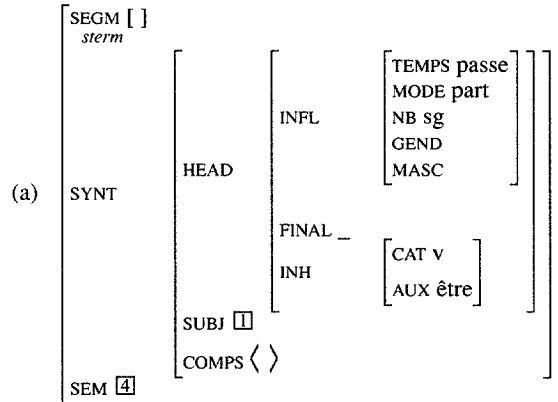 SEGM [ ]
sterm
TEMPS passe
MODE part
INFL NB sg
GEND
HEAD MASC
(a) SYNT
FINAL _
INH CAT v
AUX être
SUBJ 1
COMPS ⟨ ⟩
SEM 4